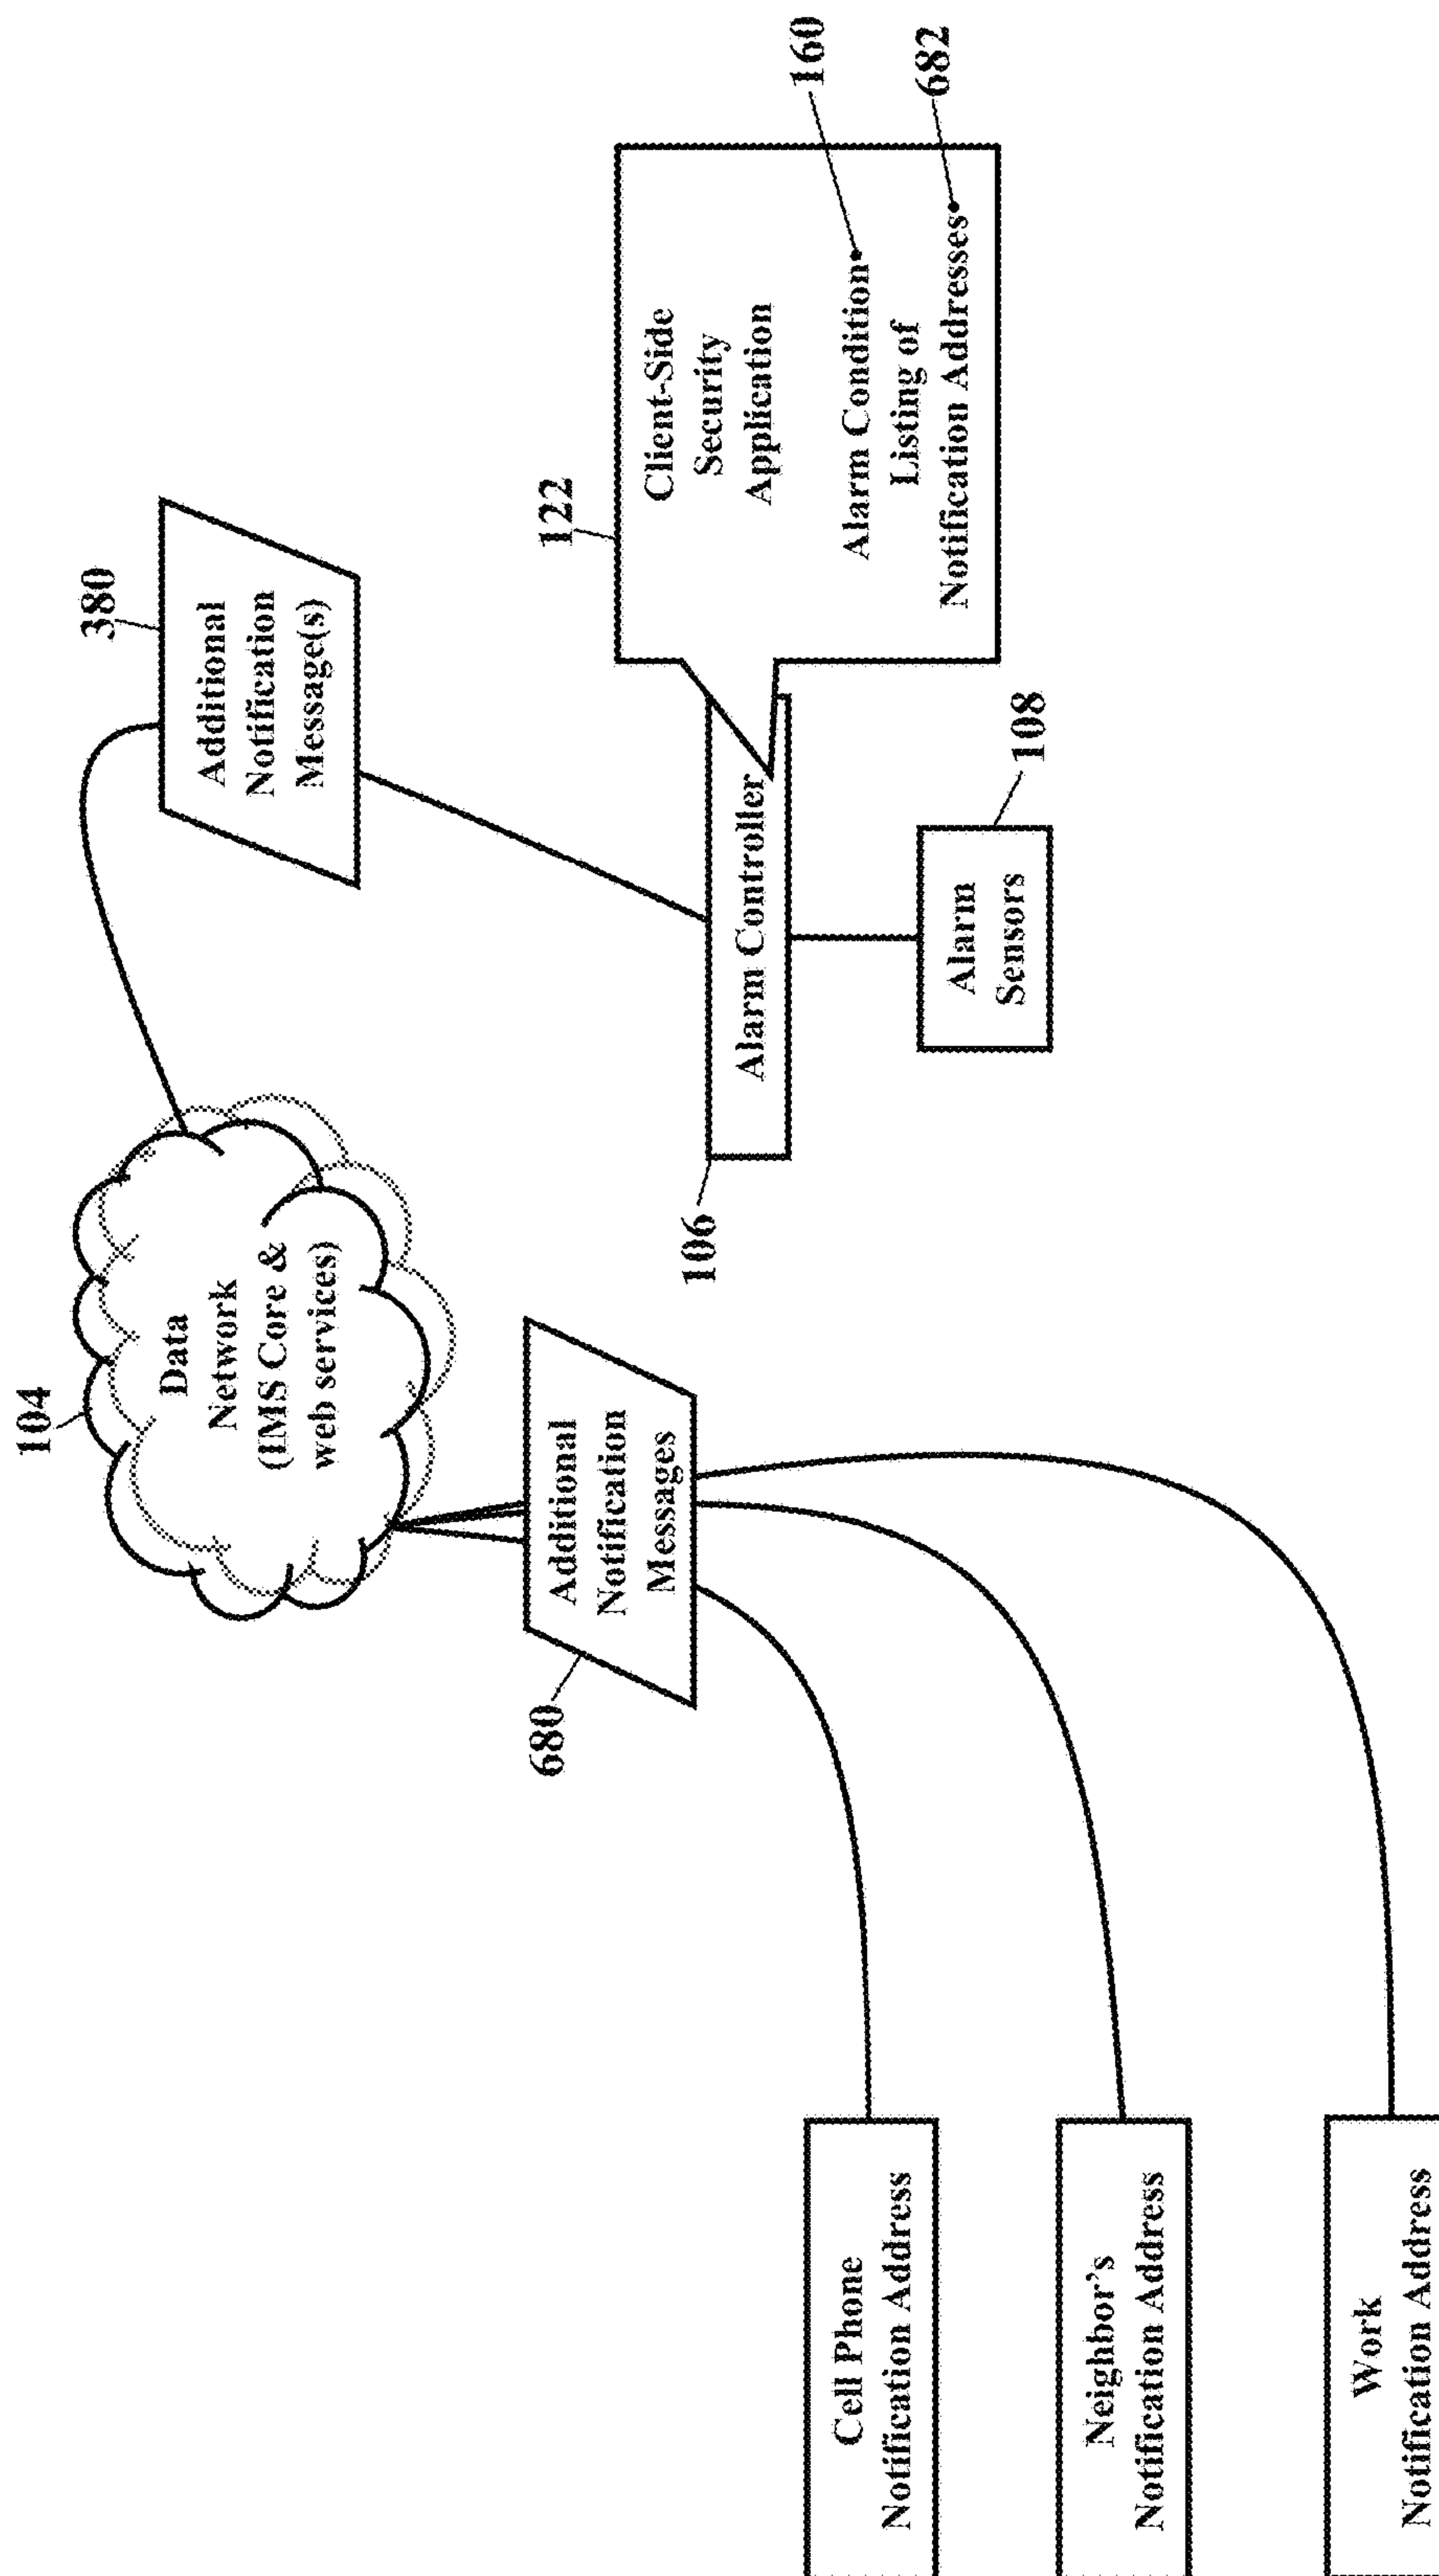 104
Data
Network
(IMS Core &
web services)
380
Additional
Notification
Message(s)
680
Additional
Notification
Messages
122
Client-Side
Security
Application
Alarm Condition
160
Listing of
Notification Addresses
682
106
Alarm Controller
Alarm
Sensors
108
Cell Phone
Notification Address
Neighbor's
Notification Address
Work
Notification Address